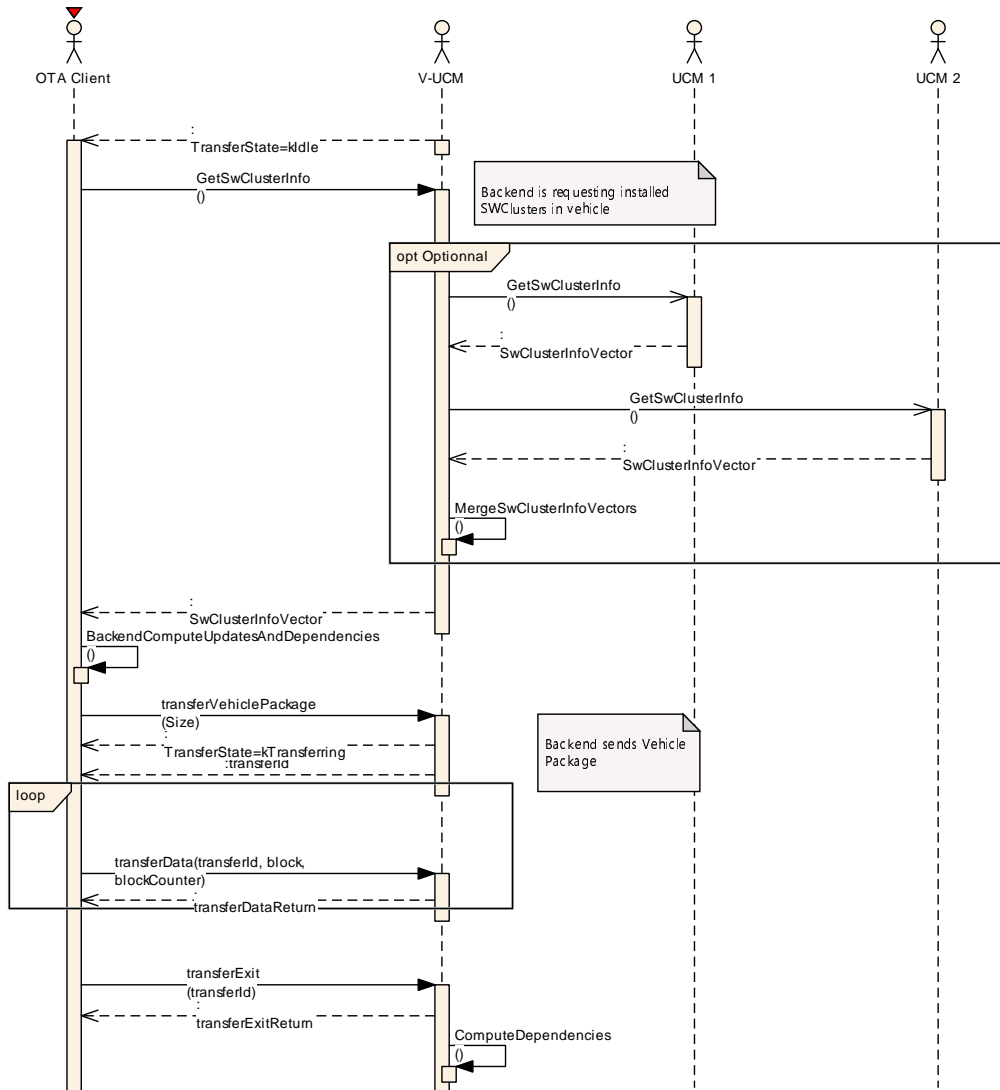 OTA Client
V-UCM
UCM 1
UCM 2
:
TransferState=kIdle
GetSwClusterInfo
()
Backend is requesting installed
SWClusters in vehicle
opt Optionnal
GetSwClusterInfo
()
:
SwClusterInfoVector
GetSwClusterInfo
()
:
SwClusterInfoVector
MergeSwClusterInfoVectors
()
:
SwClusterInfoVector
BackendComputeUpdatesAndDependencies
()
transferVehiclePackage
(Size)
:
TransferState=kTransferring
:transferId
Backend sends Vehicle
Package
loop
transferData(transferId, block,
blockCounter)
:
transferDataReturn
transferExit
(transferId)
:
transferExitReturn
ComputeDependencies
()